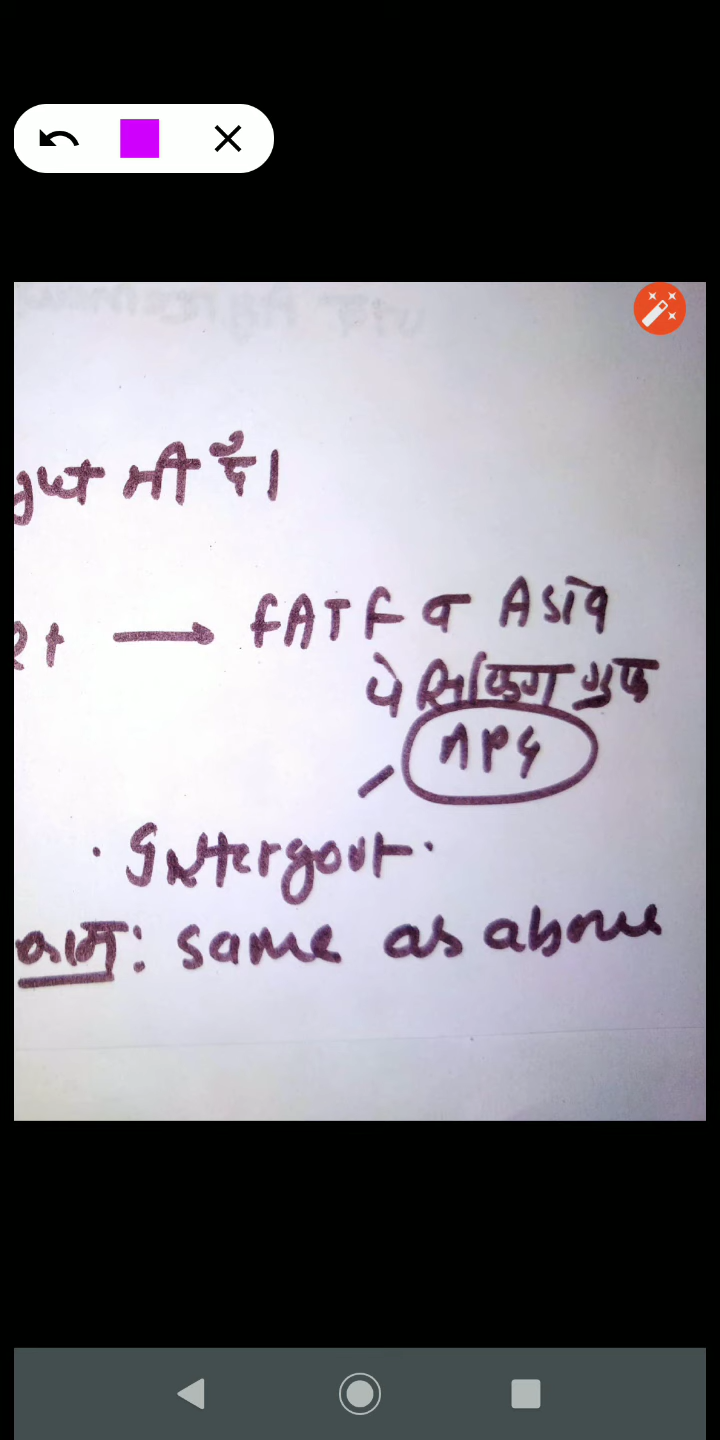 ग्रुप भी है।
→ FATF व Asia
पेसिफिक ग्रुप
APG
· Intergovt ·
काम: same as above